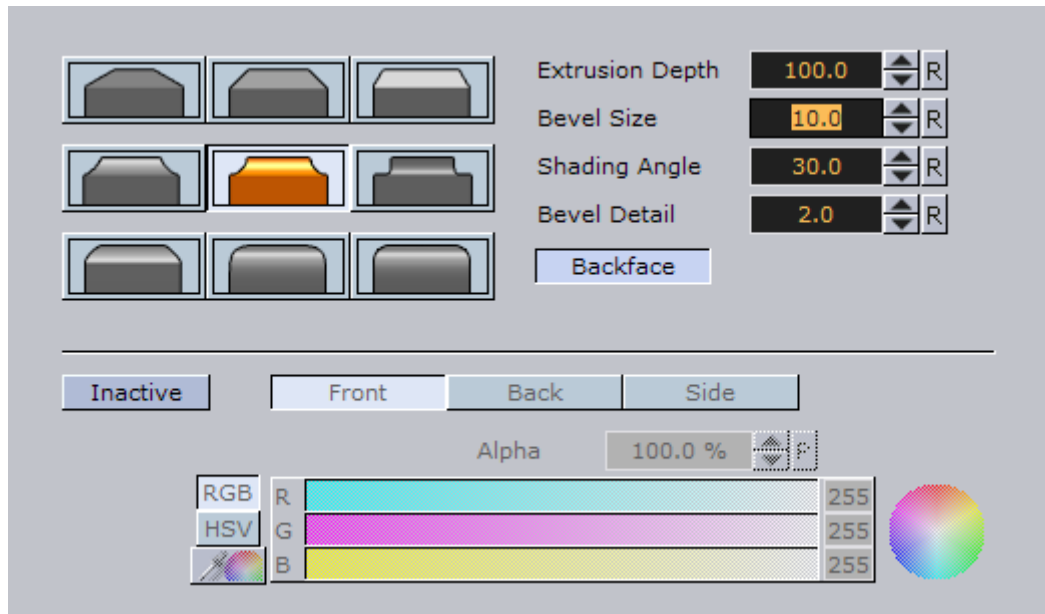 Extrusion Depth 100.0 R
Bevel Size 10.0 R
Shading Angle 30.0 R
Bevel Detail 2.0 R
Backface
Inactive Front Back Side
Alpha 100.0 %
RGB R 255
HSV G 255
B 255